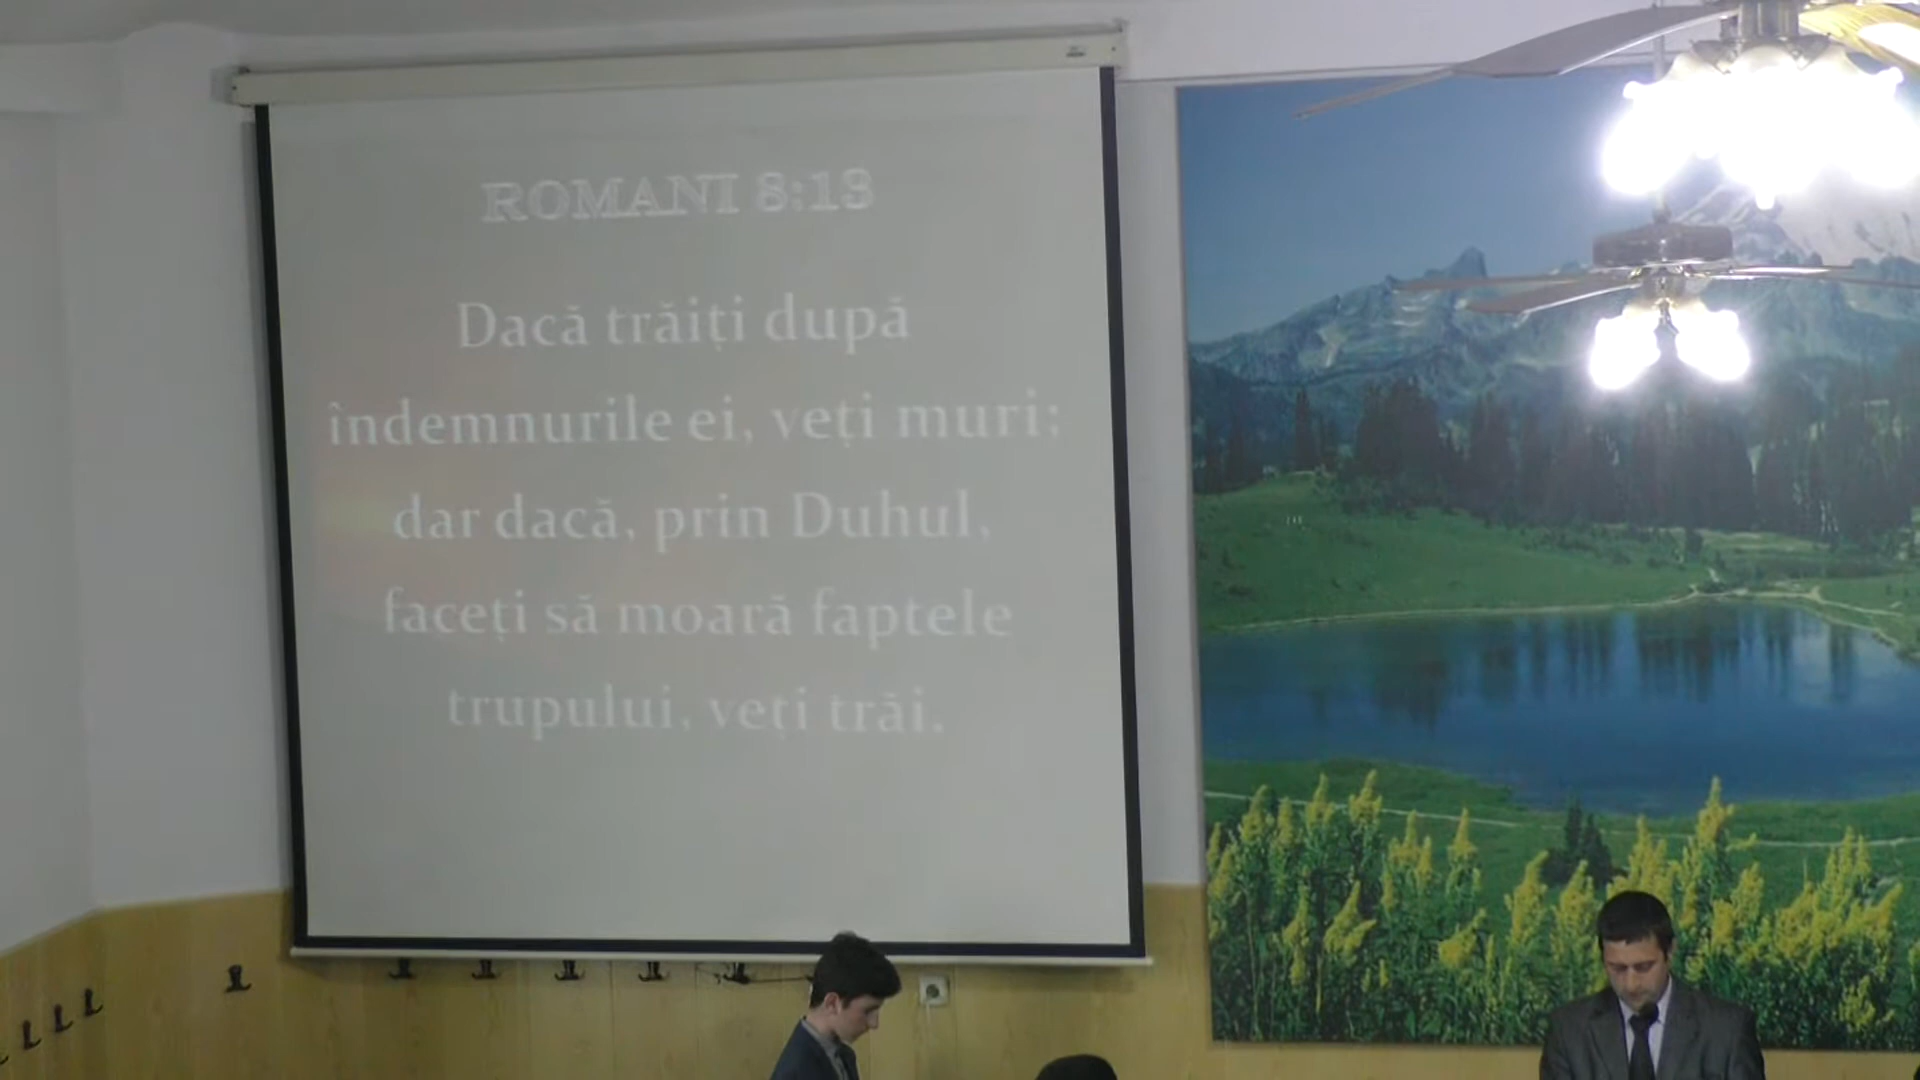 ROMANI 8:13
Dacă trăiți după
îndemnurile ei, veți muri;
dar dacă, prin Duhul,
faceți să moară faptele
trupului, veți trăi.